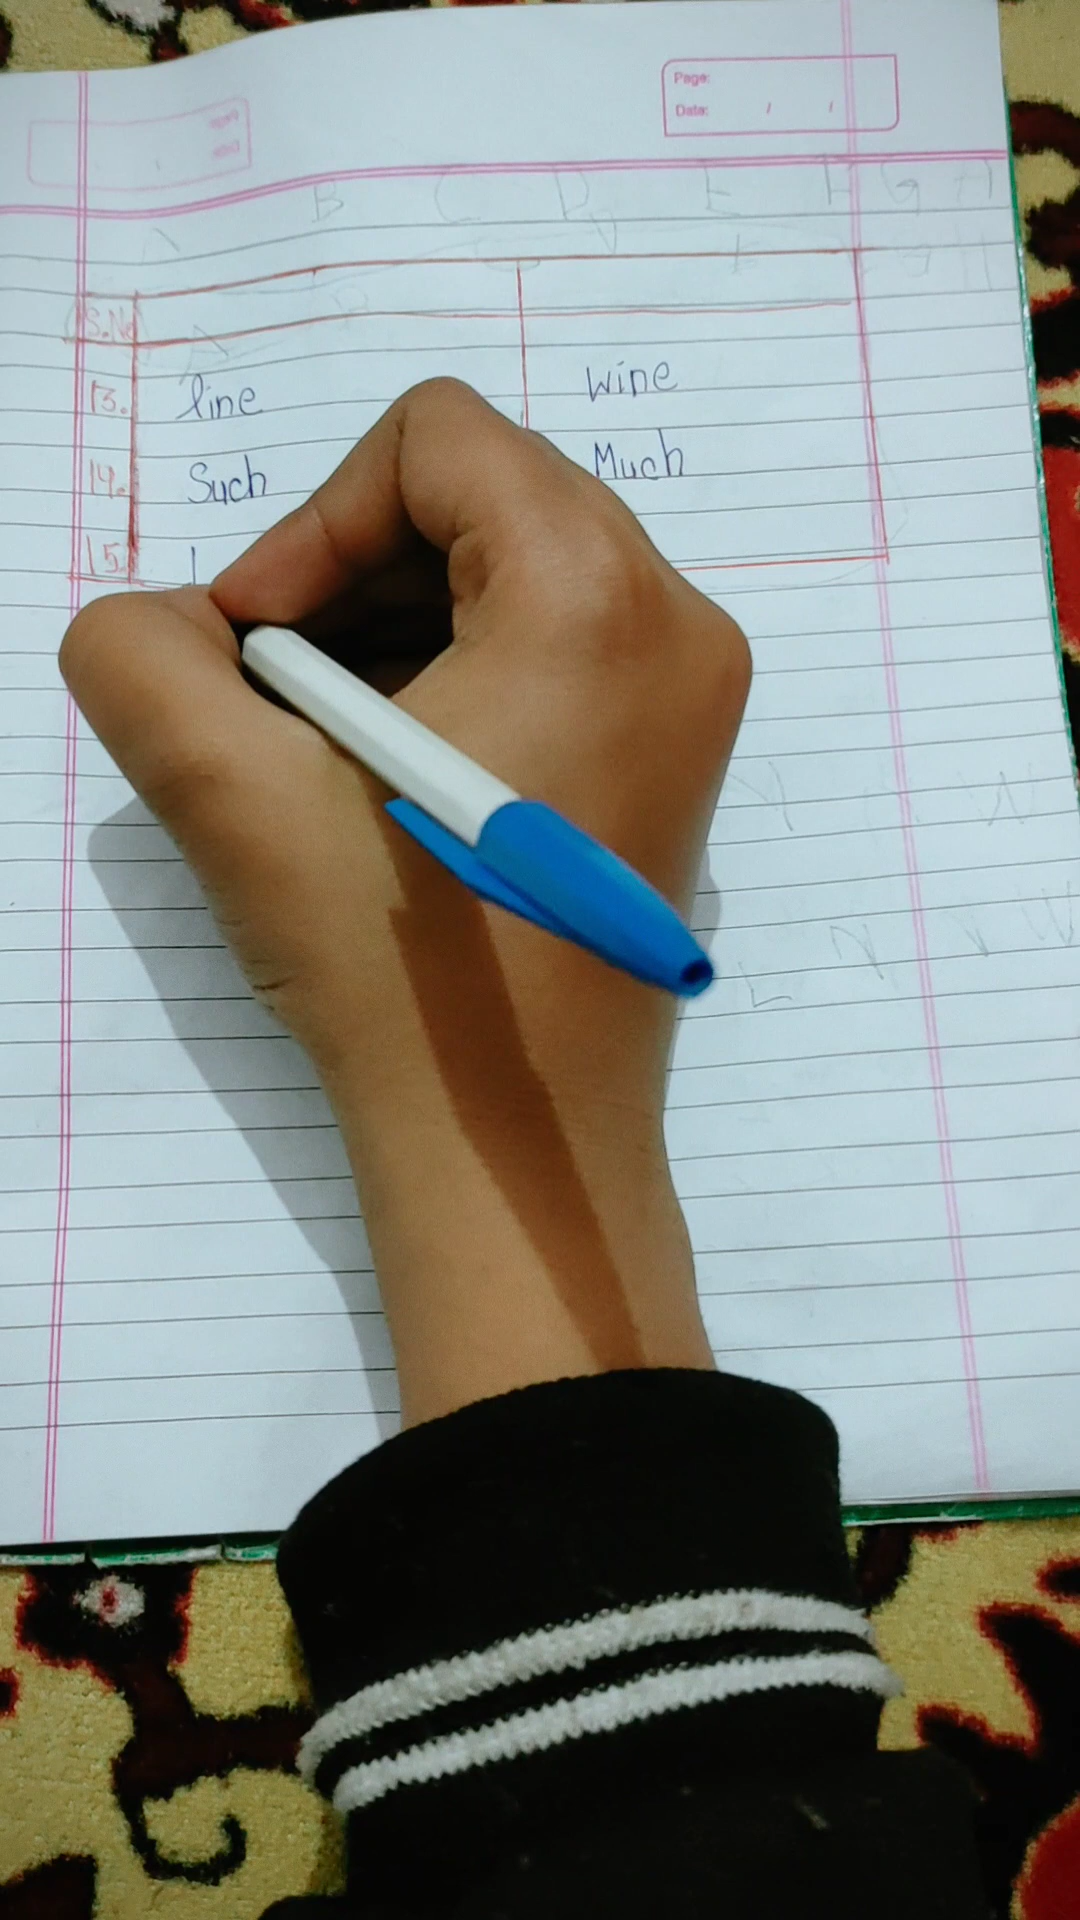 Page:
Date: / /
A B C D E F G H
S.No
13. line wine
14. Such Much
15.